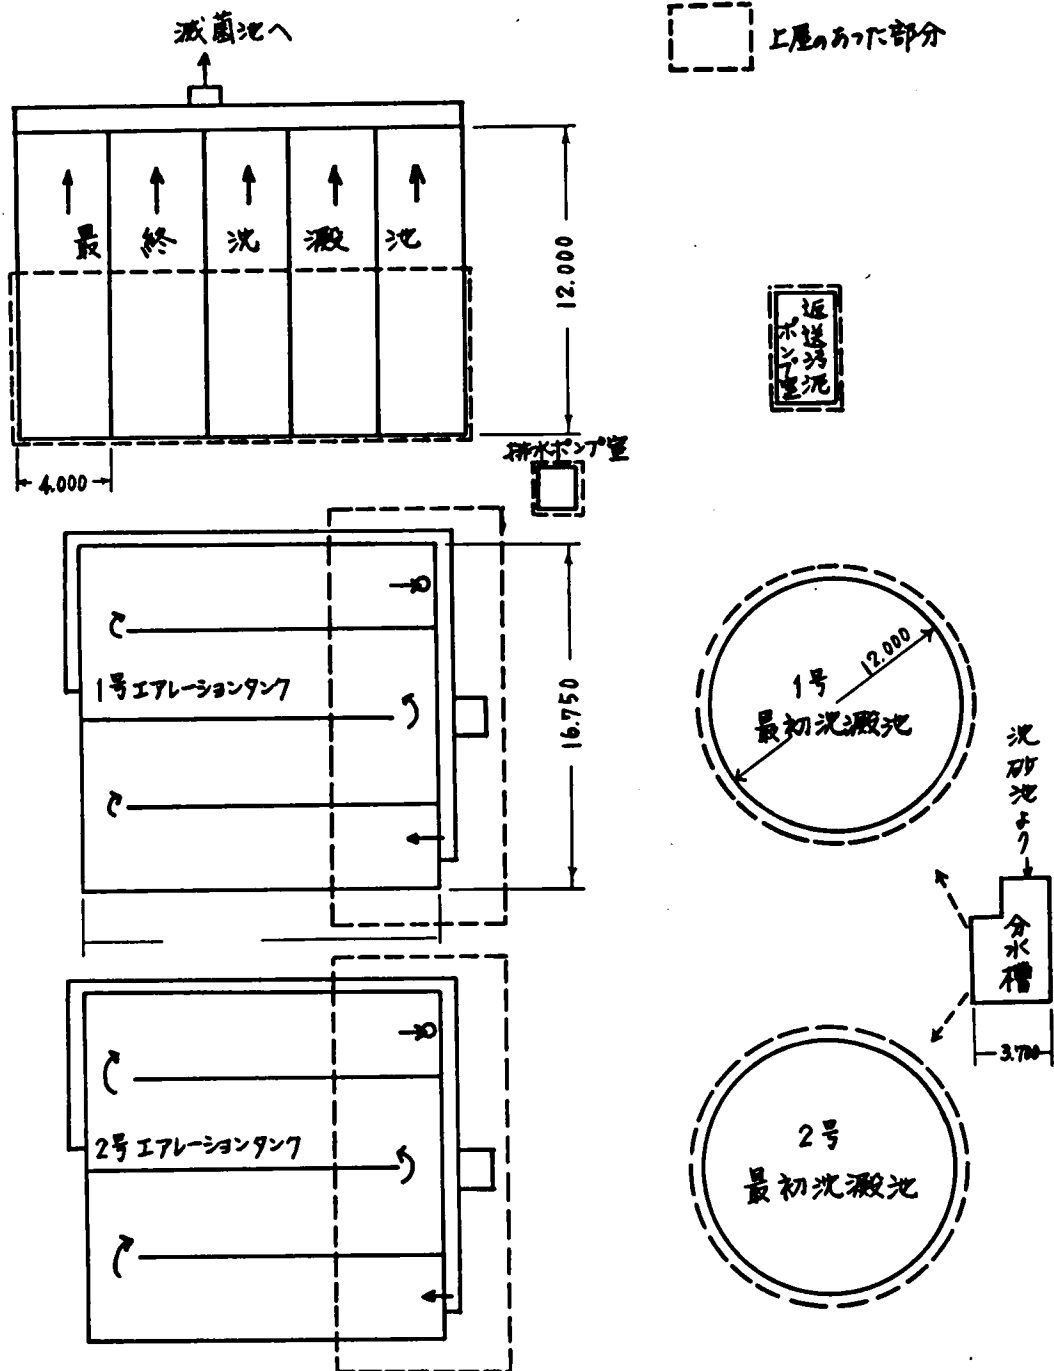 滅菌池へ
上屋のあった部分
最終沈澱池
12.000
返送汚泥
ポンプ室
排水ポンプ室
4.000
1号エアレーションタンク
16.750
12.000
1号
最初沈澱池
沈砂池より
分水槽
3.700
2号エアレーションタンク
2号
最初沈澱池